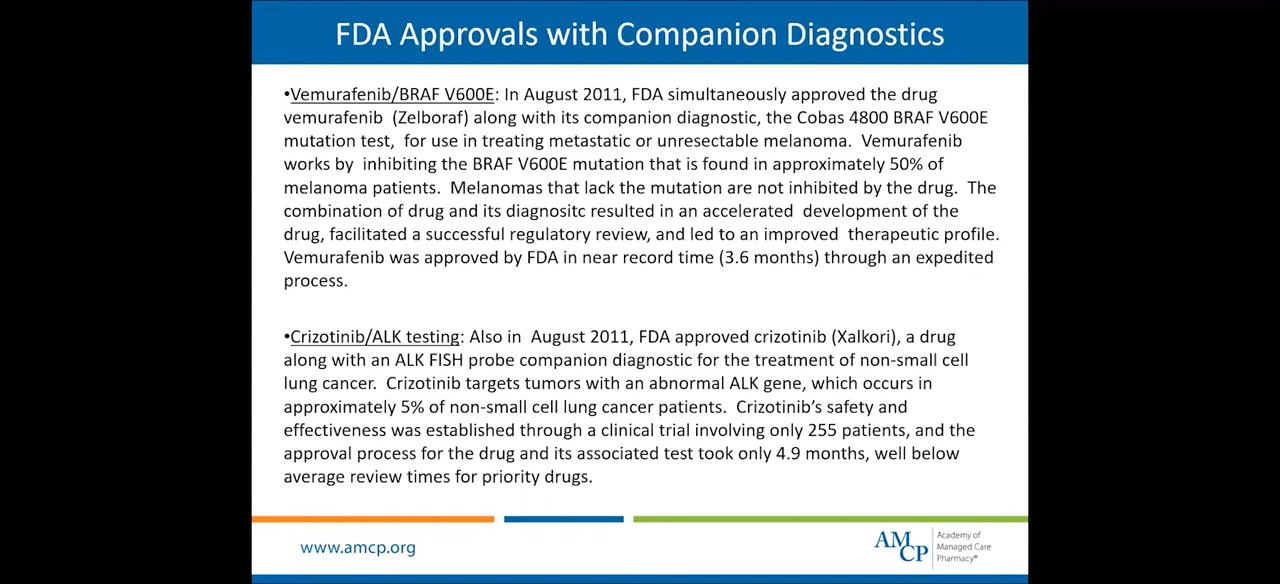 FDA Approvals with Companion Diagnostics
•Vemurafenib/BRAF V600E: In August 2011, FDA simultaneously approved the drug
vemurafenib (Zelboraf) along with its companion diagnostic, the Cobas 4800 BRAF V600E
mutation test, for use in treating metastatic or unresectable melanoma. Vemurafenib
works by inhibiting the BRAF V600E mutation that is found in approximately 50% of
melanoma patients. Melanomas that lack the mutation are not inhibited by the drug. The
combination of drug and its diagnositc resulted in an accelerated development of the
drug, facilitated a successful regulatory review, and led to an improved therapeutic profile.
Vemurafenib was approved by FDA in near record time (3.6 months) through an expedited
process.
•Crizotinib/ALK testing: Also in August 2011, FDA approved crizotinib (Xalkori), a drug
along with an ALK FISH probe companion diagnostic for the treatment of non-small cell
lung cancer. Crizotinib targets tumors with an abnormal ALK gene, which occurs in
approximately 5% of non-small cell lung cancer patients. Crizotinib's safety and
effectiveness was established through a clinical trial involving only 255 patients, and the
approval process for the drug and its associated test took only 4.9 months, well below
average review times for priority drugs.
www.amcp.org
AMCP
Academy of
Managed Care
Pharmacy®